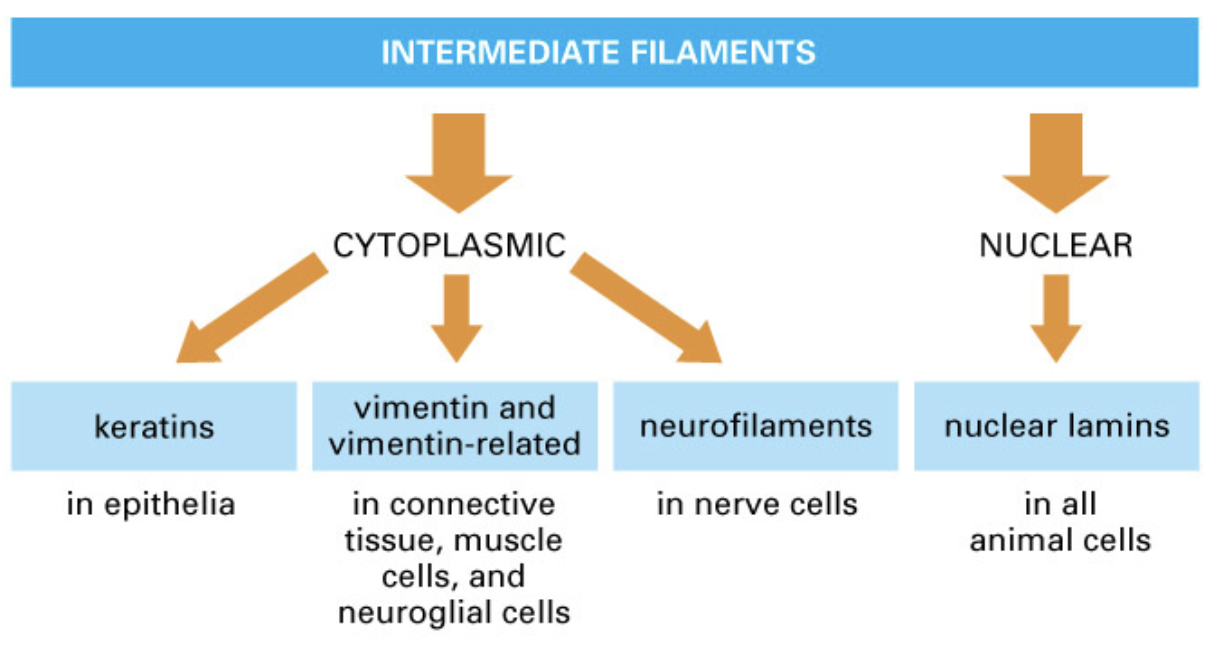 INTERMEDIATE FILAMENTS
CYTOPLASMIC
NUCLEAR
keratins
vimentin and
vimentin-related
neurofilaments
nuclear lamins
in epithelia
in connective
tissue, muscle
cells, and
neuroglial cells
in nerve cells
in all
animal cells